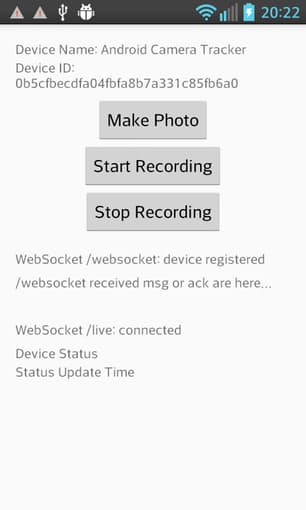 20:22
Device Name: Android Camera Tracker
Device ID:
0b5cfbecdfa04fbfa8b7a331c85fb6a0
Make Photo
Start Recording
Stop Recording
WebSocket /websocket: device registered
/websocket received msg or ack are here...
WebSocket /live: connected
Device Status
Status Update Time